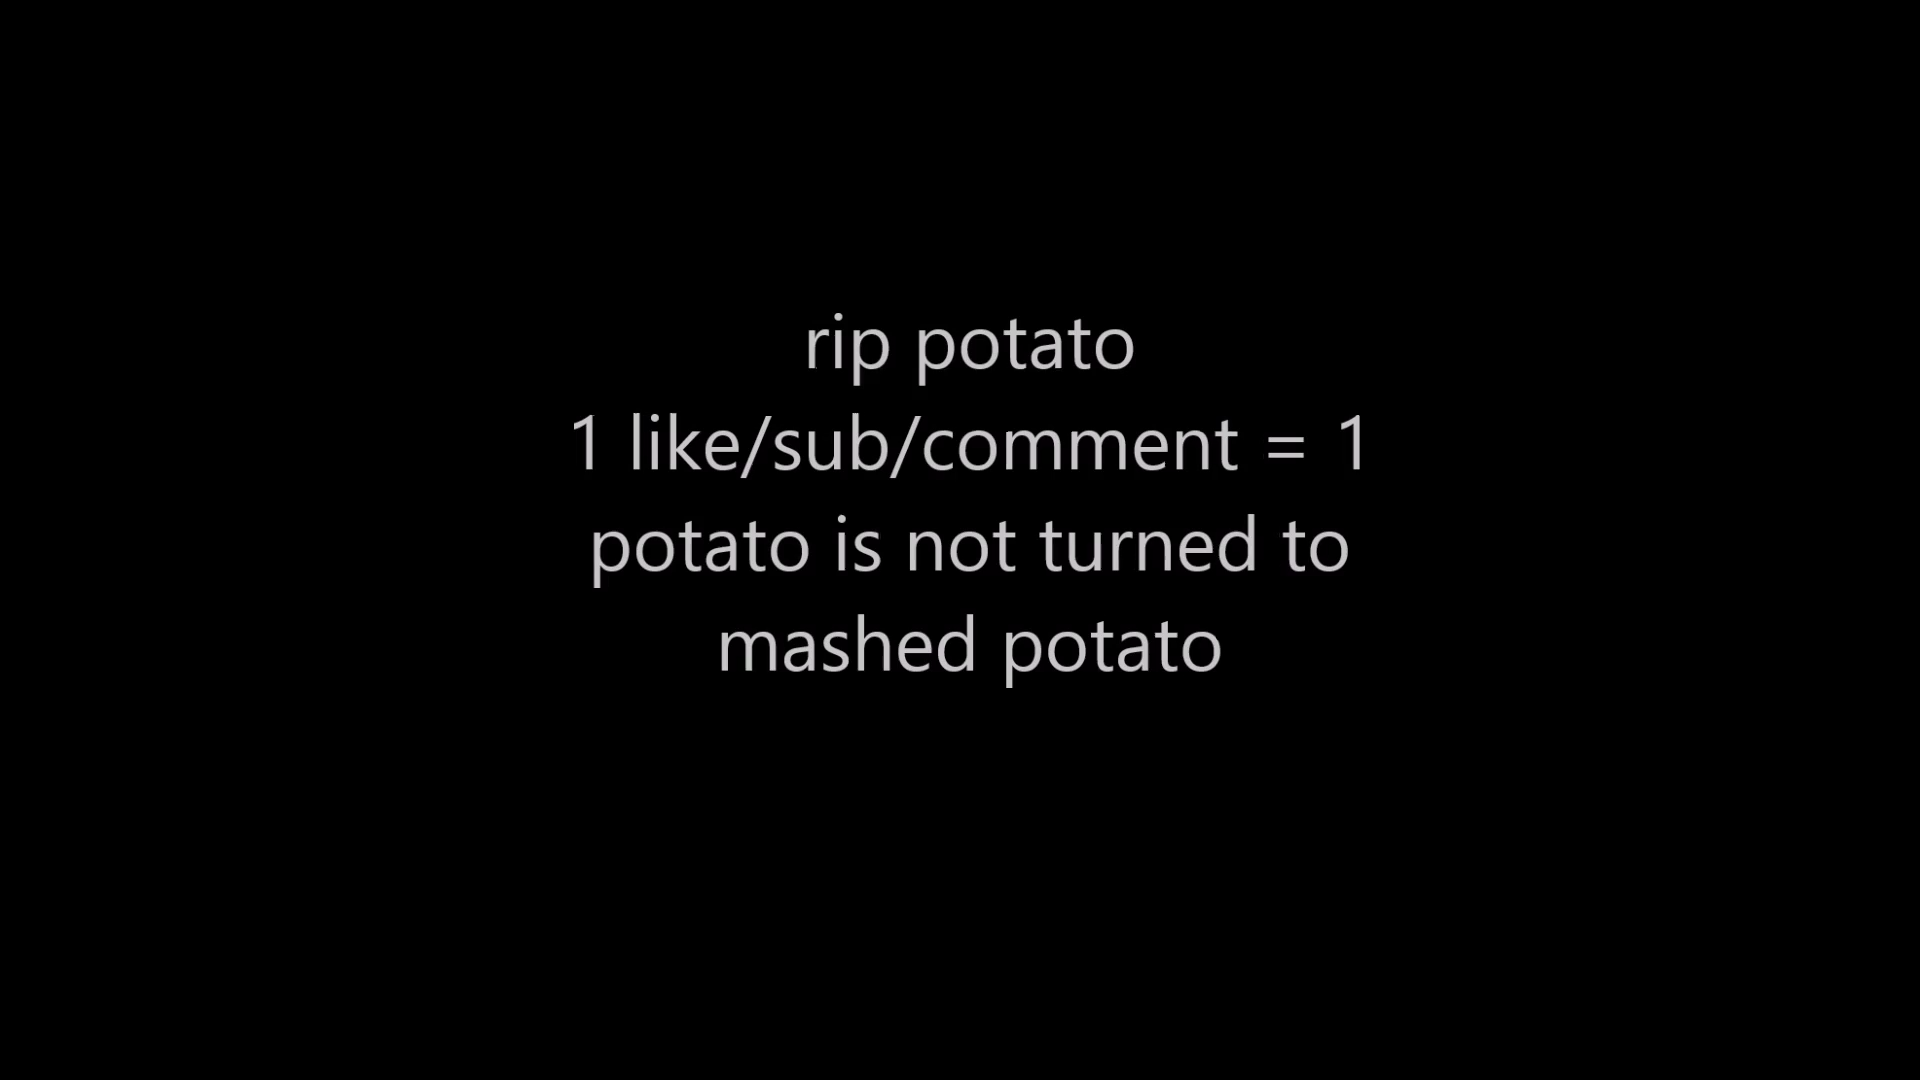 rip potato
1 like/sub/comment = 1
potato is not turned to
mashed potato